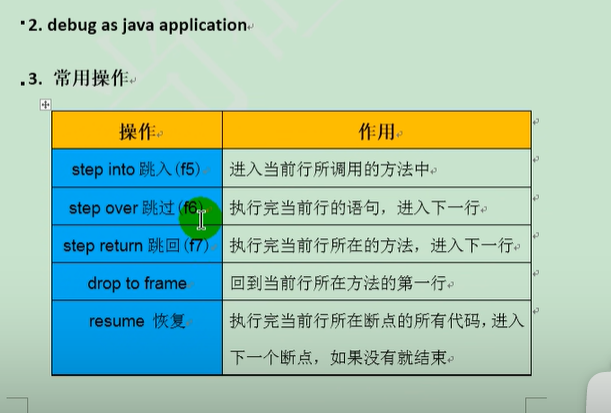 2. debug as java application
3. 常用操作
操作 作用
step into 跳入(f5) 进入当前行所调用的方法中
step over 跳过(f6) 执行完当前行的语句，进入下一行
step return 跳回(f7) 执行完当前行所在的方法，进入下一行
drop to frame 回到当前行所在方法的第一行
resume 恢复 执行完当前行所在断点的所有代码，进入
下一个断点，如果没有就结束